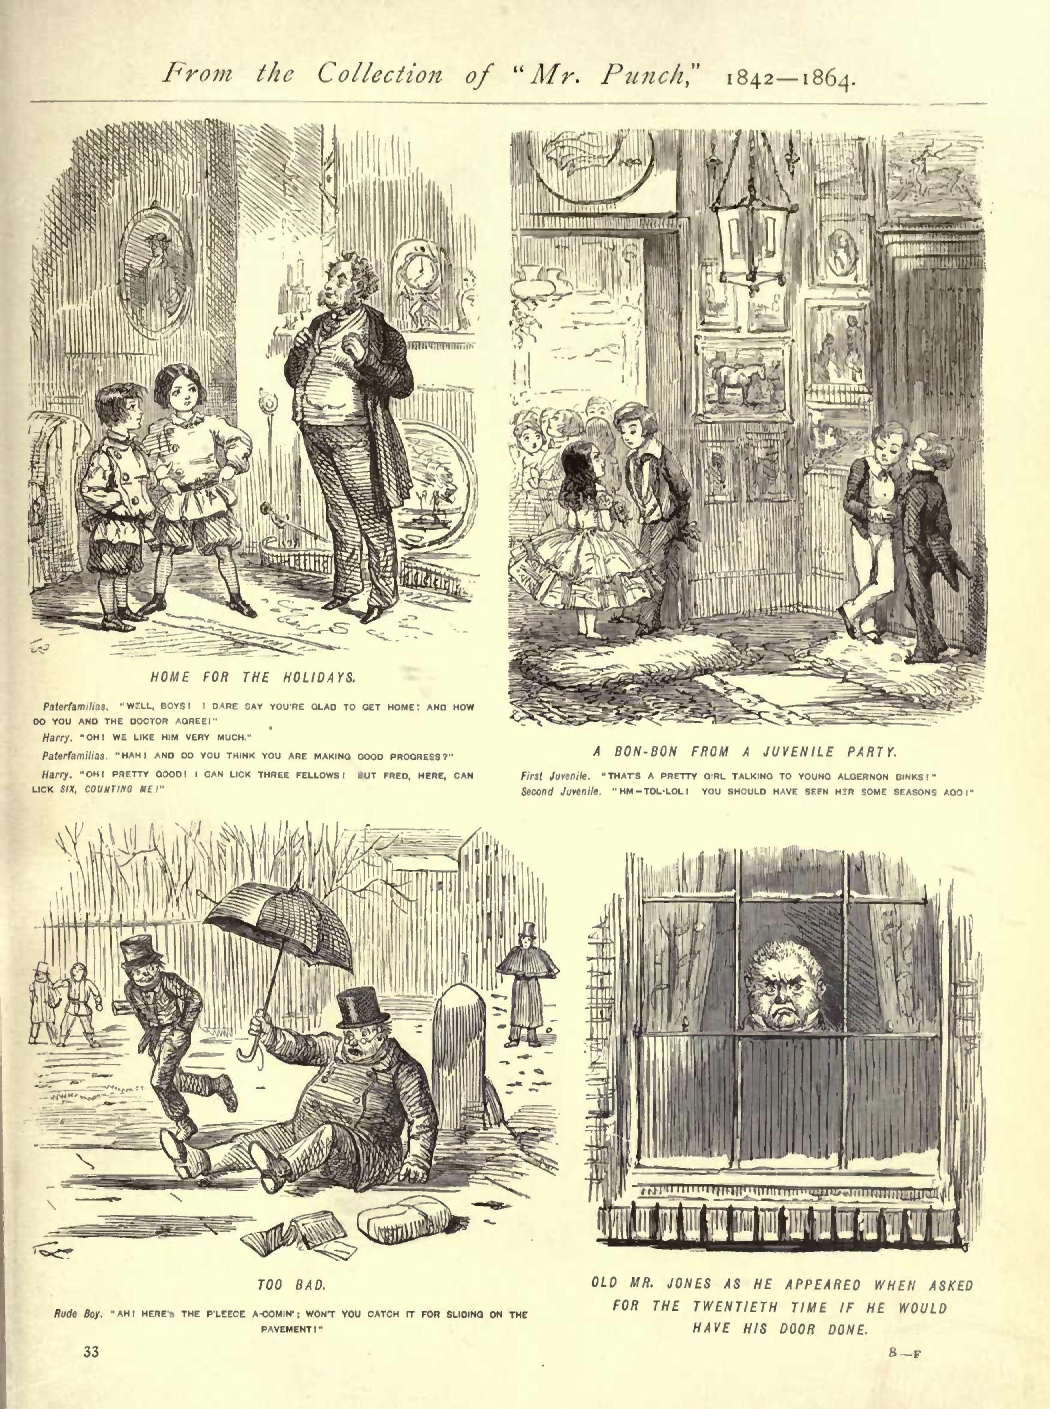 From the Collection of "Mr. Punch," 1842—1864.
HOME FOR THE HOLIDAYS.
Paterfamilias. "WELL, BOYS! I DARE SAY YOU'RE GLAD TO GET HOME! AND HOW
DO YOU AND THE DOCTOR AGREE!"
Harry. "OH! WE LIKE HIM VERY MUCH."
Paterfamilias. "HAH! AND DO YOU THINK YOU ARE MAKING GOOD PROGRESS?"
Harry. "OH! PRETTY GOOD! I CAN LICK THREE FELLOWS! BUT FRED, HERE, CAN
LICK SIX, COUNTING ME!"
A BON-BON FROM A JUVENILE PARTY.
First Juvenile. "THAT'S A PRETTY GIRL TALKING TO YOUNG ALGERNON BINKS!"
Second Juvenile. "HM—TOL-LOL! YOU SHOULD HAVE SEEN HER SOME SEASONS AGO!"
TOO BAD.
Rude Boy. "AH! HERE'S THE P'LEECE A-COMIN'; WON'T YOU CATCH IT FOR SLIDING ON THE
PAVEMENT!"
OLD MR. JONES AS HE APPEARED WHEN ASKED
FOR THE TWENTIETH TIME IF HE WOULD
HAVE HIS DOOR DONE.
33
8—F